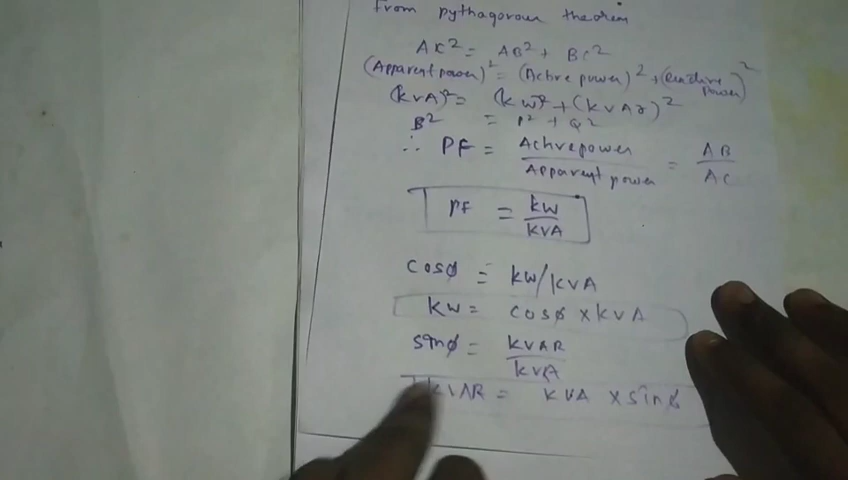 From pythagorous theorem
AC² = AB² + BC²
(Apparent power)² = (Active power)² + (reactive power)²
(kVA)² = (kW)² + (kVAr)²
B² = P² + Q²
∴ PF = Active power / Apparent power = AB / AC
PF = kW / kVA
cosϕ = kW/kVA
kW = cosϕ × kVA
sinϕ = kVAR / kVA
kVAR = kVA × sinϕ